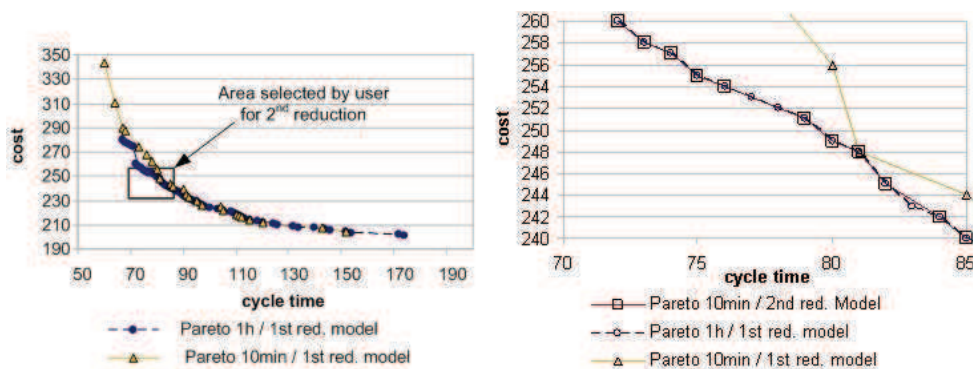 350
330
310
290
270
250
230
210
190
cost
Area selected by user
for 2nd reduction
50 70 90 110 130 150 170 190
cycle time
Pareto 1h / 1st red. model
Pareto 10min / 1st red. model
260
258
256
254
252
250
248
246
244
242
240
cost
70 75 80 85
cycle time
Pareto 10min / 2nd red. Model
Pareto 1h / 1st red. model
Pareto 10min / 1st red. model